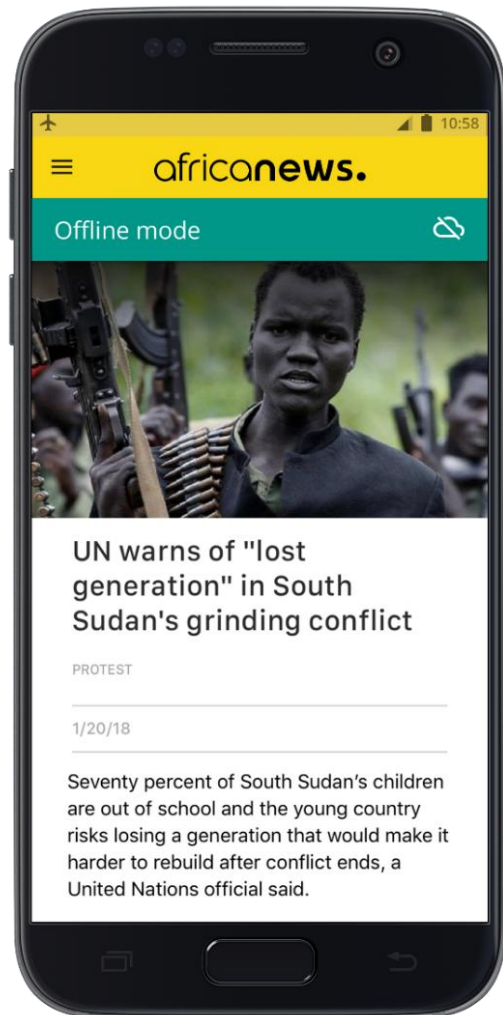 10:58
africanews.
Offline mode
UN warns of "lost
generation" in South
Sudan's grinding conflict
PROTEST
1/20/18
Seventy percent of South Sudan’s children
are out of school and the young country
risks losing a generation that would make it
harder to rebuild after conflict ends, a
United Nations official said.